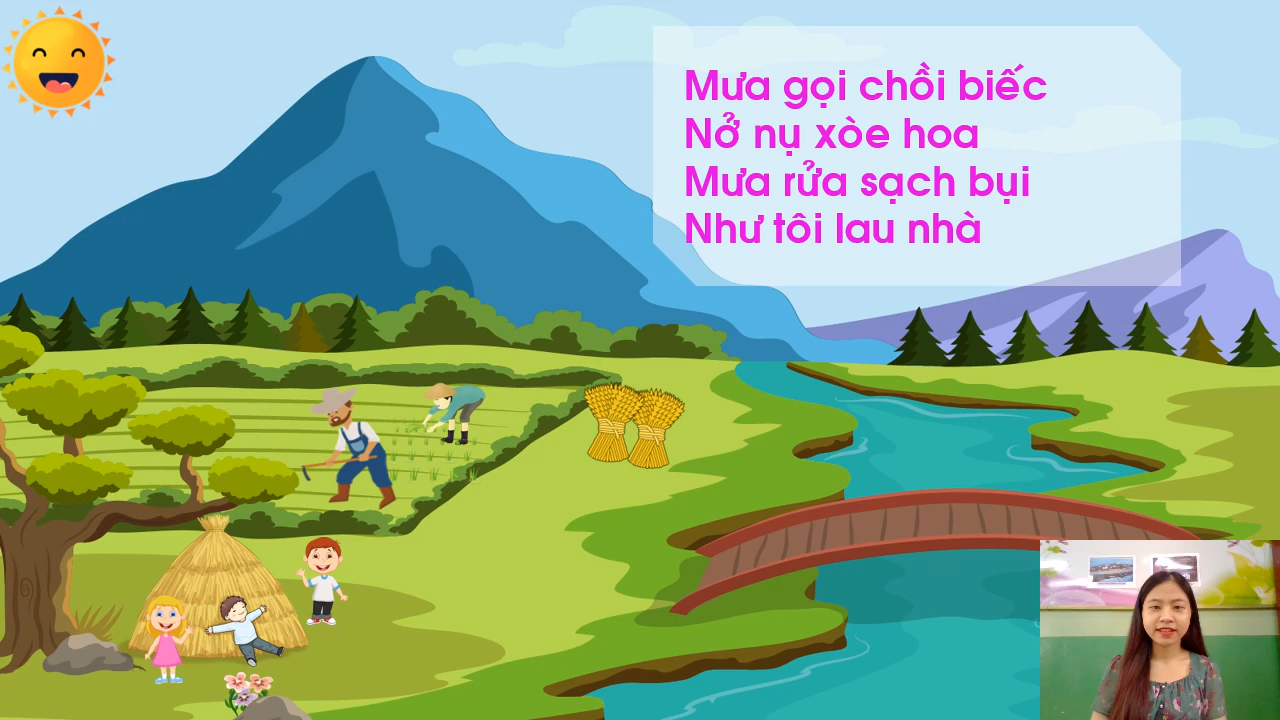 Mưa gọi chồi biếc
Nở nụ xòe hoa
Mưa rửa sạch bụi
Như tôi lau nhà